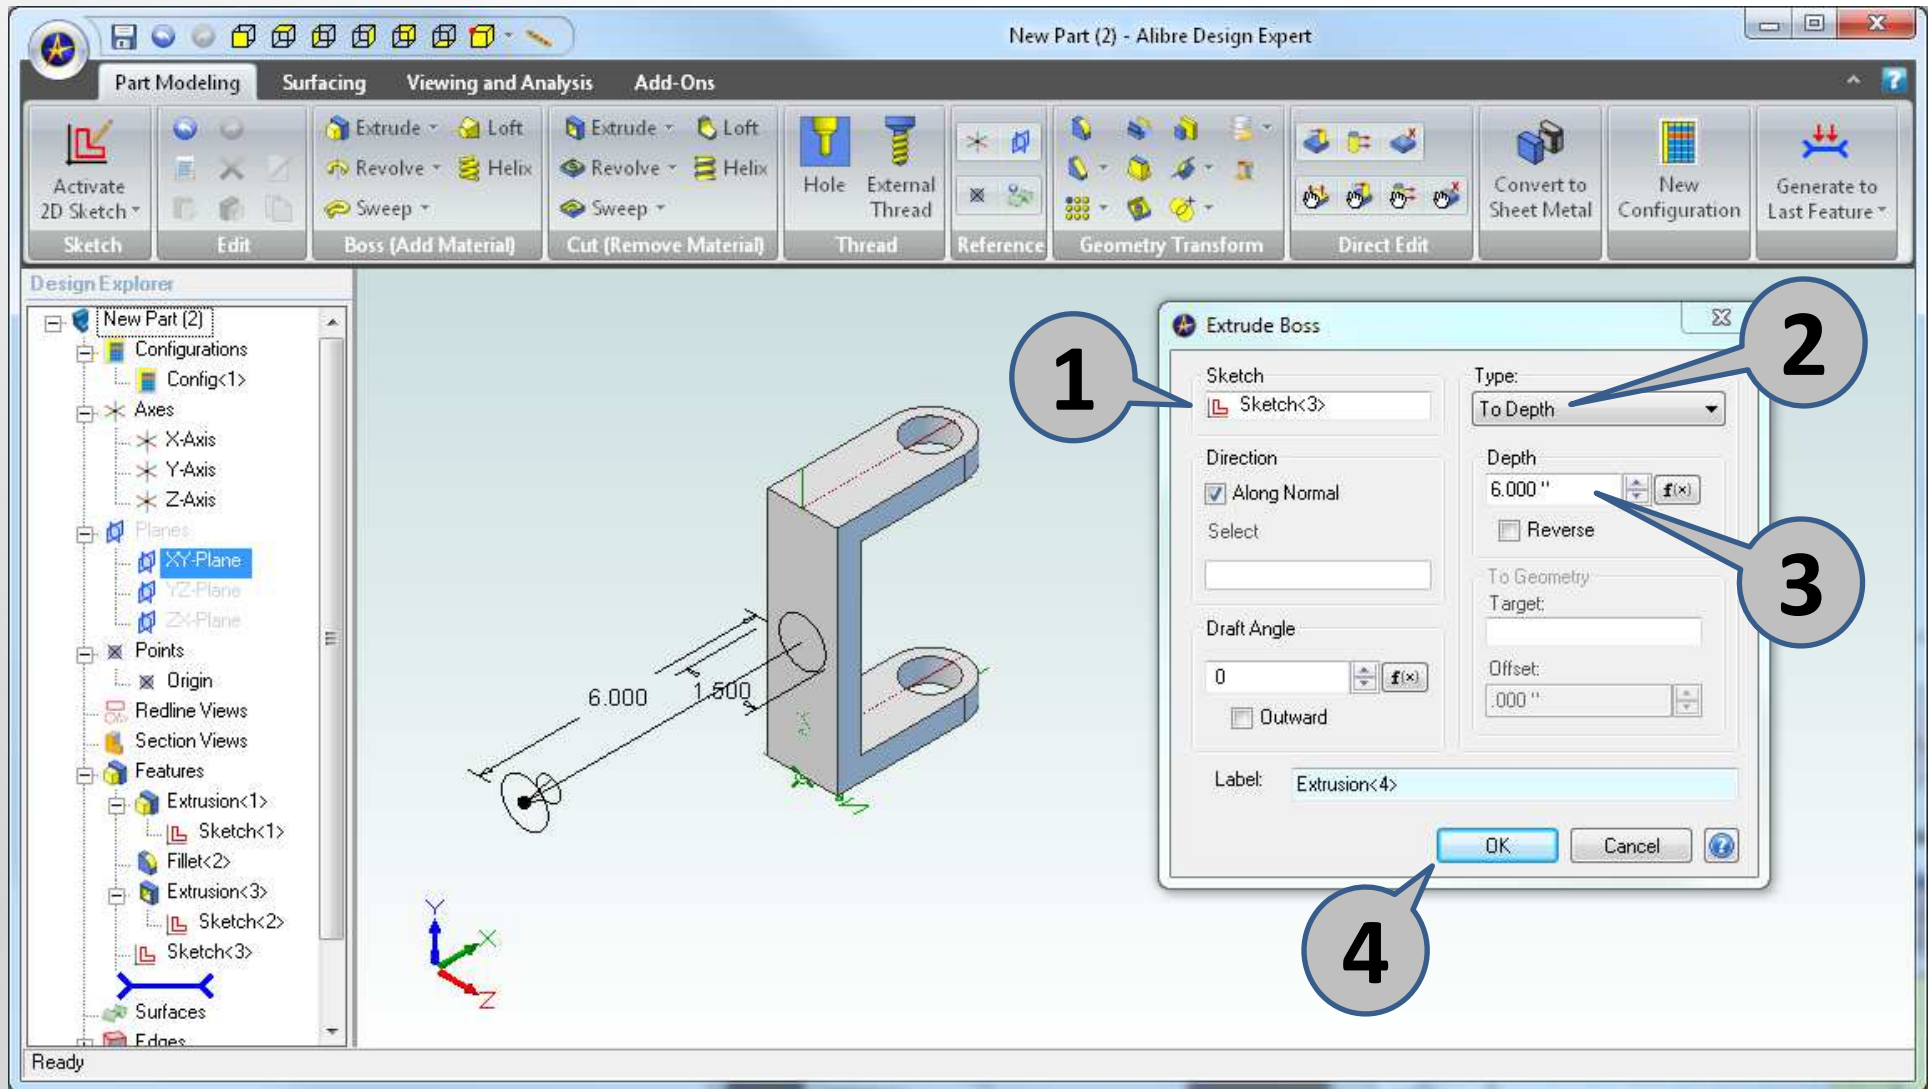 New Part (2) - Alibre Design Expert
Part Modeling Surfacing Viewing and Analysis Add-Ons
Activate
2D Sketch
Sketch
Edit
Extrude Loft
Revolve Helix
Sweep
Boss (Add Material)
Extrude Loft
Revolve Helix
Sweep
Cut (Remove Material)
Hole
External
Thread
Thread
Reference
Geometry Transform
Direct Edit
Convert to
Sheet Metal
New
Configuration
Generate to
Last Feature
Design Explorer
New Part (2)
Configurations
Config<1>
Axes
X-Axis
Y-Axis
Z-Axis
Planes
XY-Plane
YZ-Plane
ZX-Plane
Points
Origin
Redline Views
Section Views
Features
Extrusion<1>
Sketch<1>
Fillet<2>
Extrusion<3>
Sketch<2>
Sketch<3>
Surfaces
Edges
Ready
6.000 1.500
Y
X
Z
Extrude Boss
1
2
3
4
Sketch
Sketch<3>
Direction
Along Normal
Select
Draft Angle
0
f(x)
Outward
Type:
To Depth
Depth
6.000 "
f(x)
Reverse
To Geometry
Target:
Offset:
.000 "
Label: Extrusion<4>
OK Cancel ?